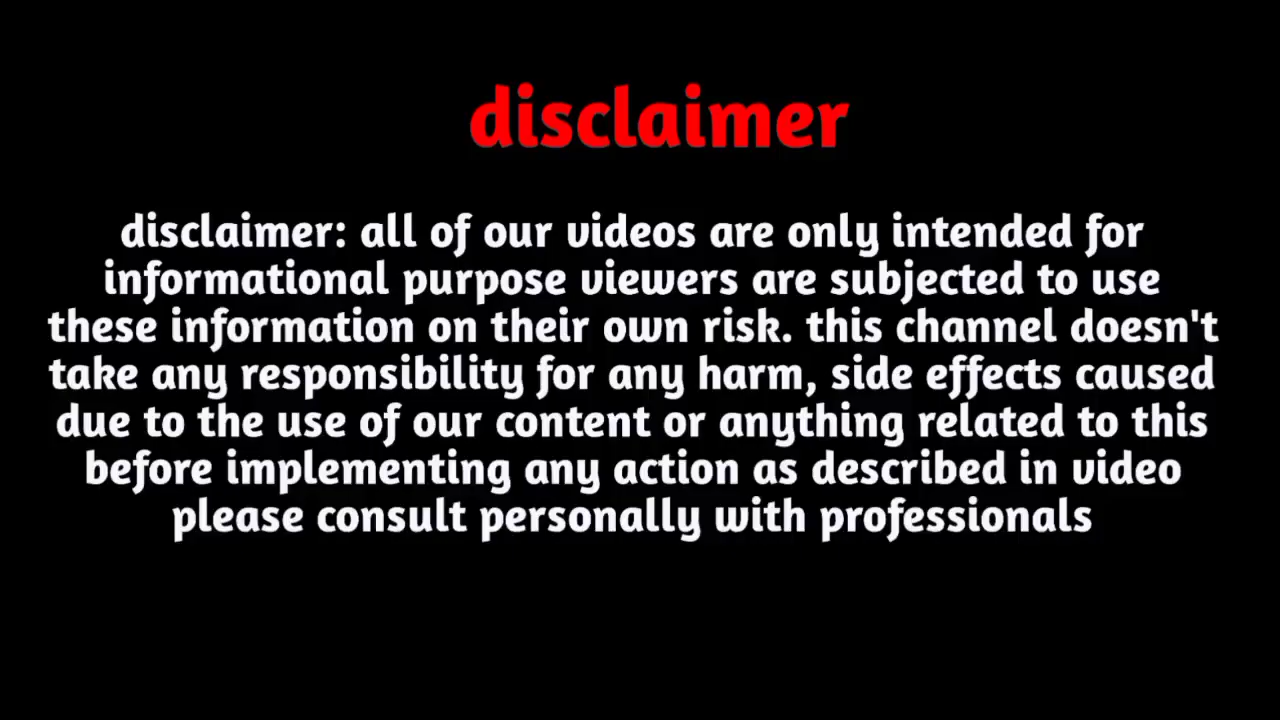 disclaimer
disclaimer: all of our videos are only intended for
informational purpose viewers are subjected to use
these information on their own risk. this channel doesn't
take any responsibility for any harm, side effects caused
due to the use of our content or anything related to this
before implementing any action as described in video
please consult personally with professionals